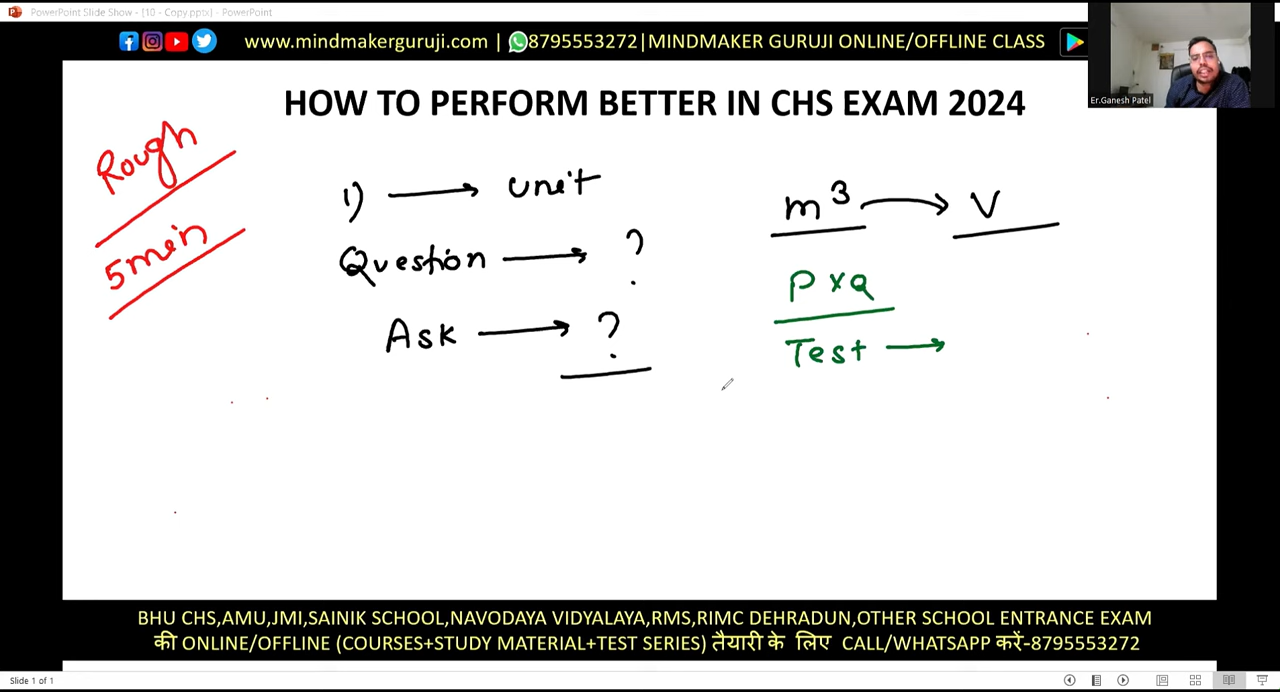 PowerPoint Slide Show - [10 - Copy.pptx] - PowerPoint
www.mindmakerguruji.com | 8795553272|MINDMAKER GURUJI ONLINE/OFFLINE CLASS
Er.Ganesh Patel
HOW TO PERFORM BETTER IN CHS EXAM 2024
Rough
5min
1) → unit
Question → ?
Ask → ?
m³ → V
P x Q
Test →
BHU CHS,AMU,JMI,SAINIK SCHOOL,NAVODAYA VIDYALAYA,RMS,RIMC DEHRADUN,OTHER SCHOOL ENTRANCE EXAM
की ONLINE/OFFLINE (COURSES+STUDY MATERIAL+TEST SERIES) तैयारी के लिए CALL/WHATSAPP करें-8795553272
Slide 1 of 1